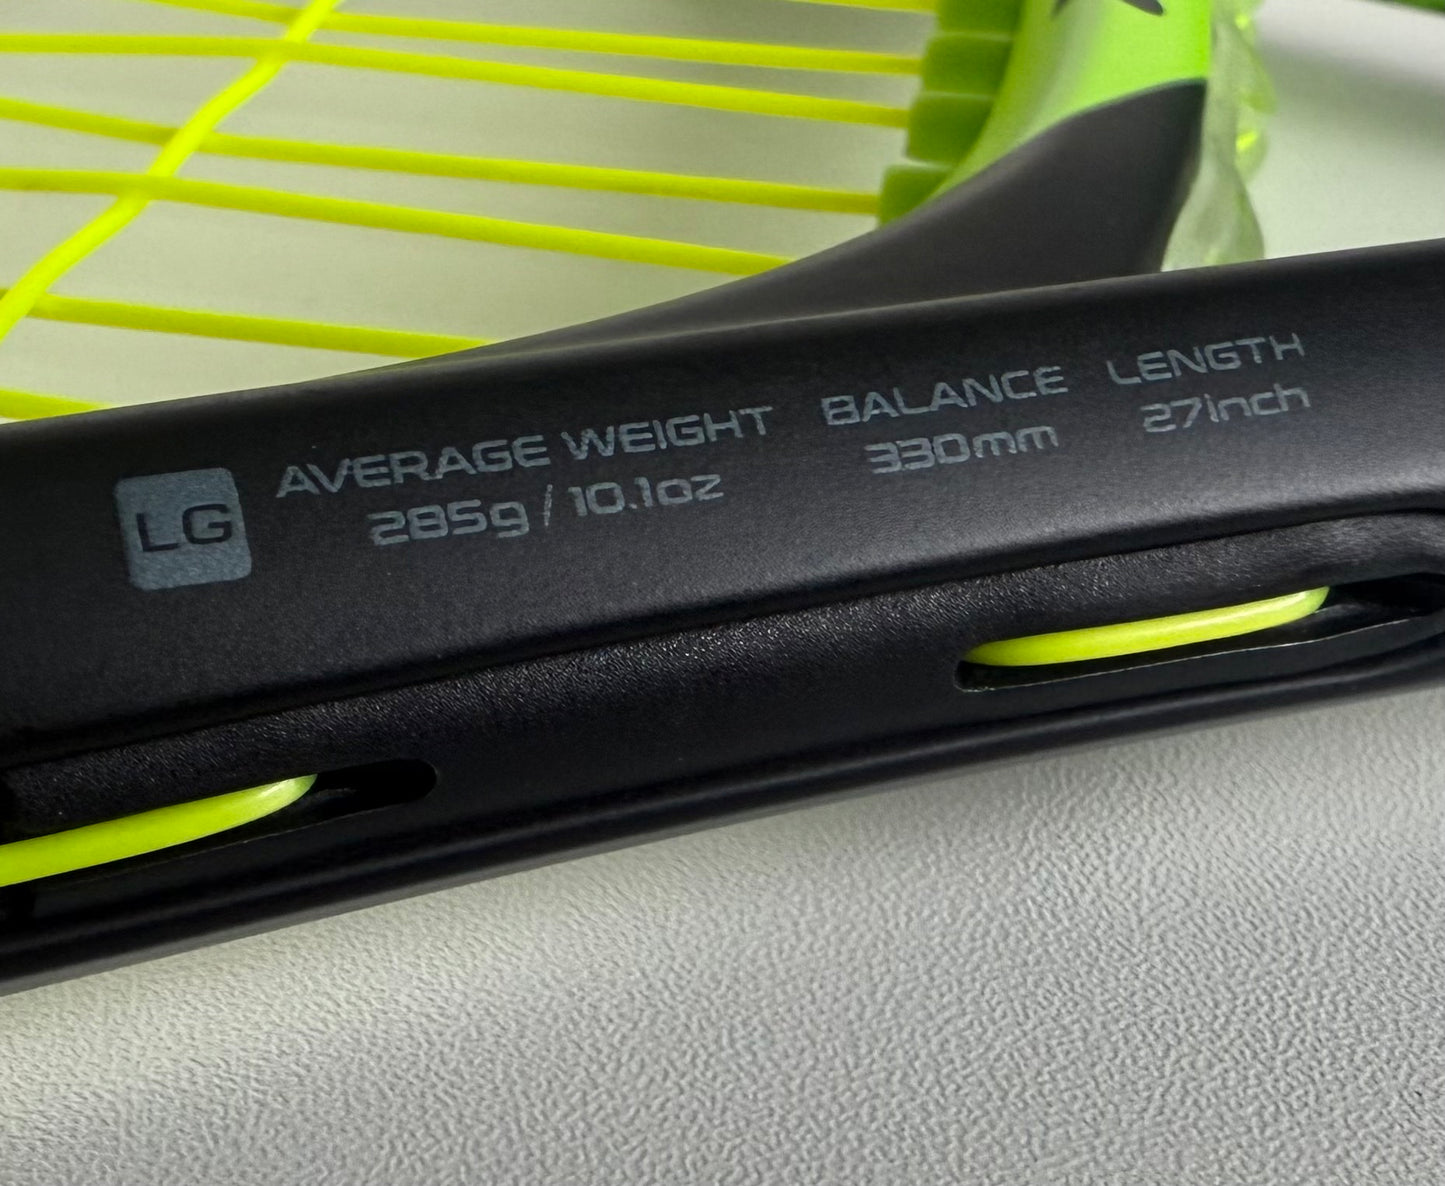 LG
AVERAGE WEIGHT BALANCE LENGTH
285g / 10.1oz 330mm 27inch